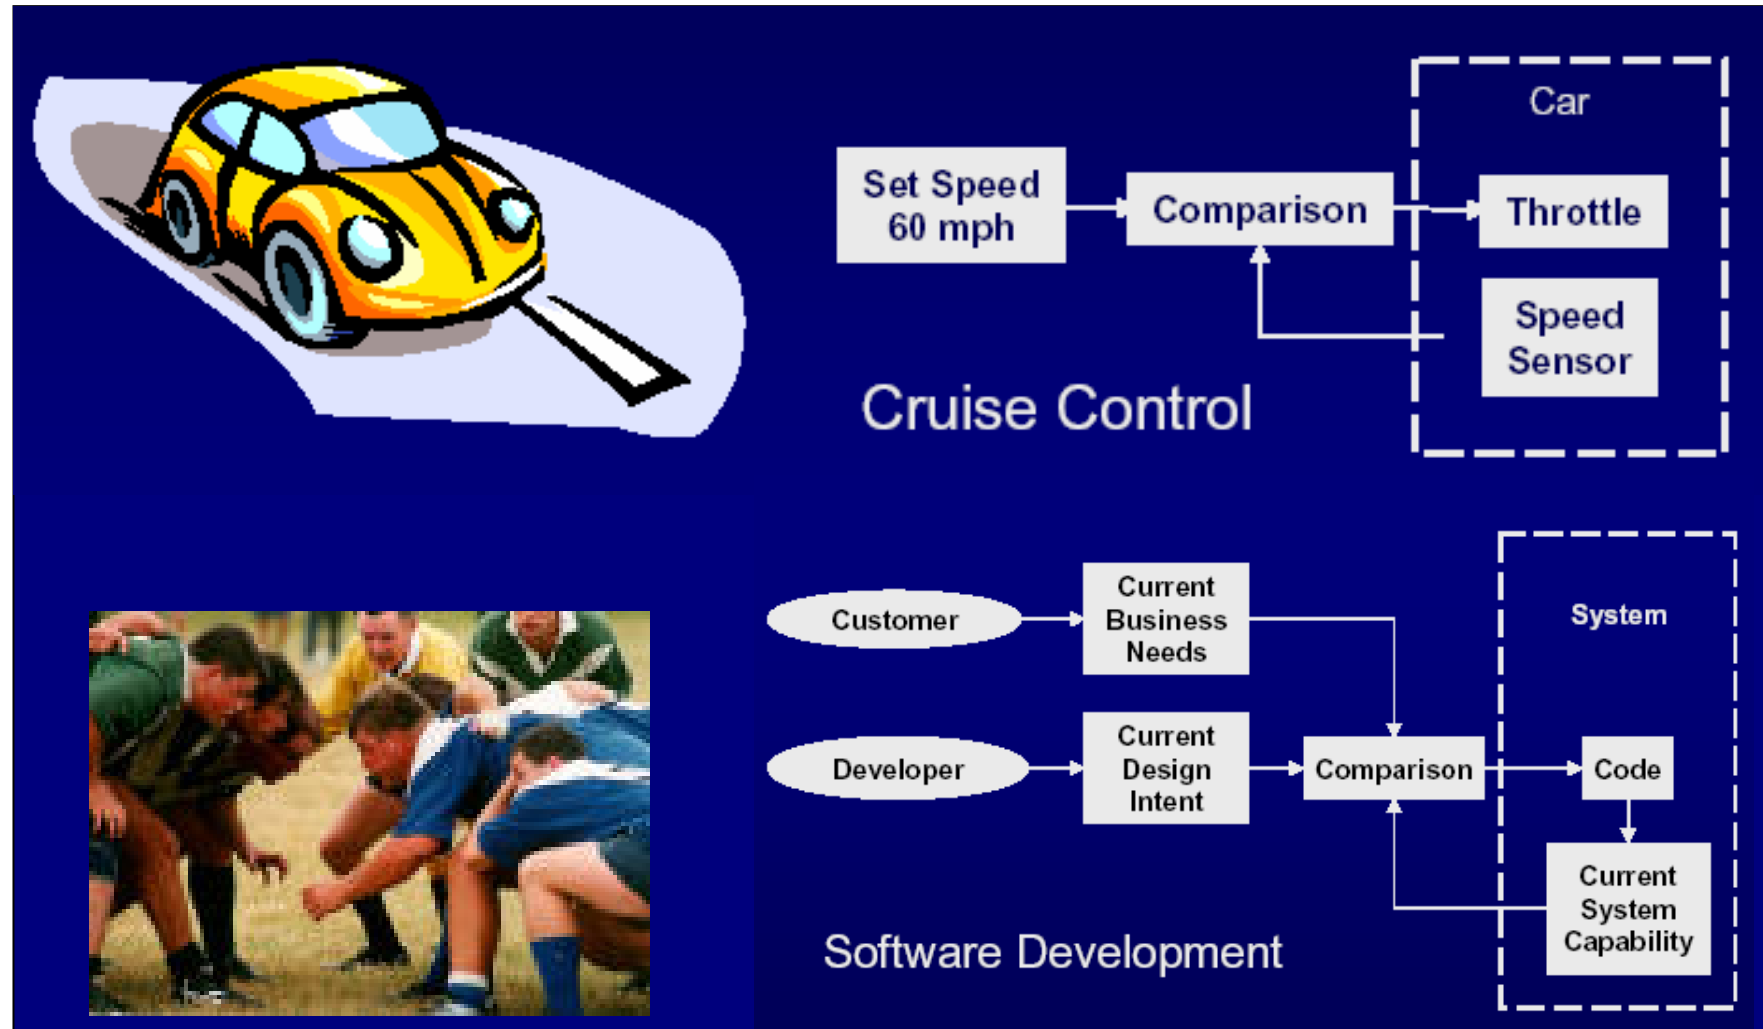 Car
Set Speed
60 mph
Comparison
Throttle
Speed
Sensor
Cruise Control
Customer
Current
Business
Needs
System
Developer
Current
Design
Intent
Comparison
Code
Current
System
Capability
Software Development